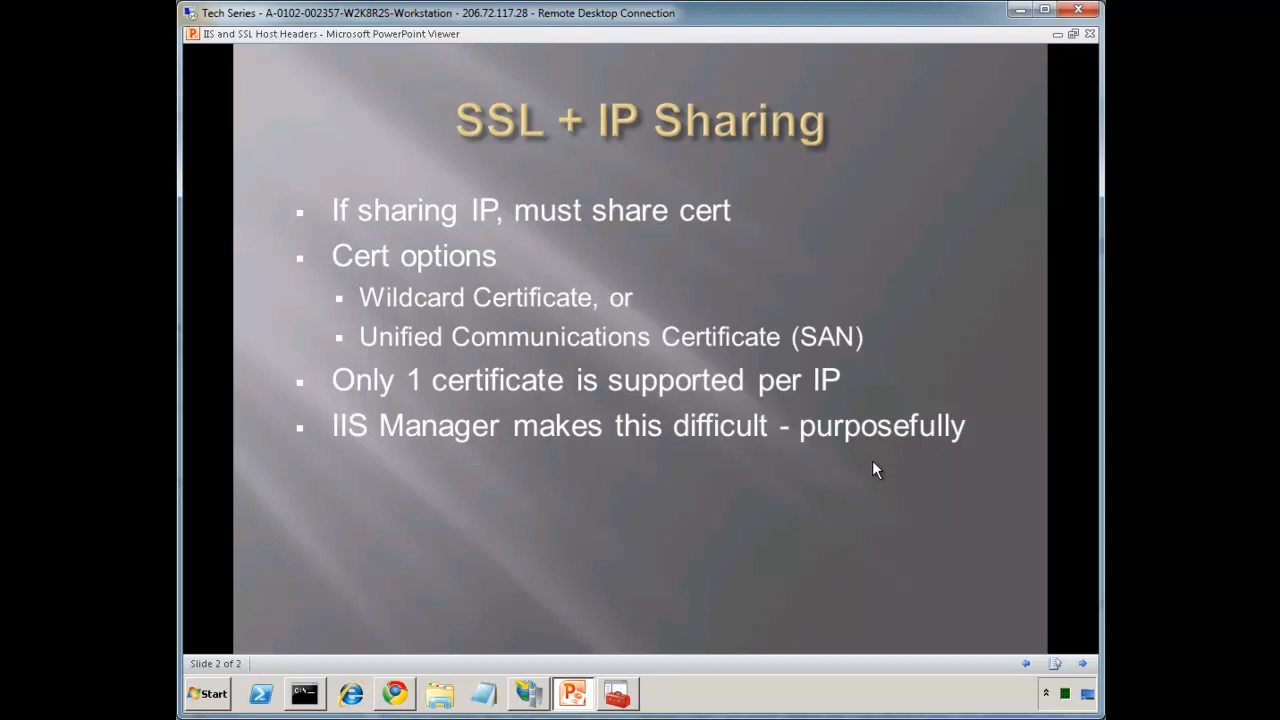 Tech Series - A-0102-002357-W2K8R2S-Workstation - 206.72.117.28 - Remote Desktop Connection
IIS and SSL Host Headers - Microsoft PowerPoint Viewer
SSL + IP Sharing
If sharing IP, must share cert
Cert options
Wildcard Certificate, or
Unified Communications Certificate (SAN)
Only 1 certificate is supported per IP
IIS Manager makes this difficult - purposefully
Slide 2 of 2
Start